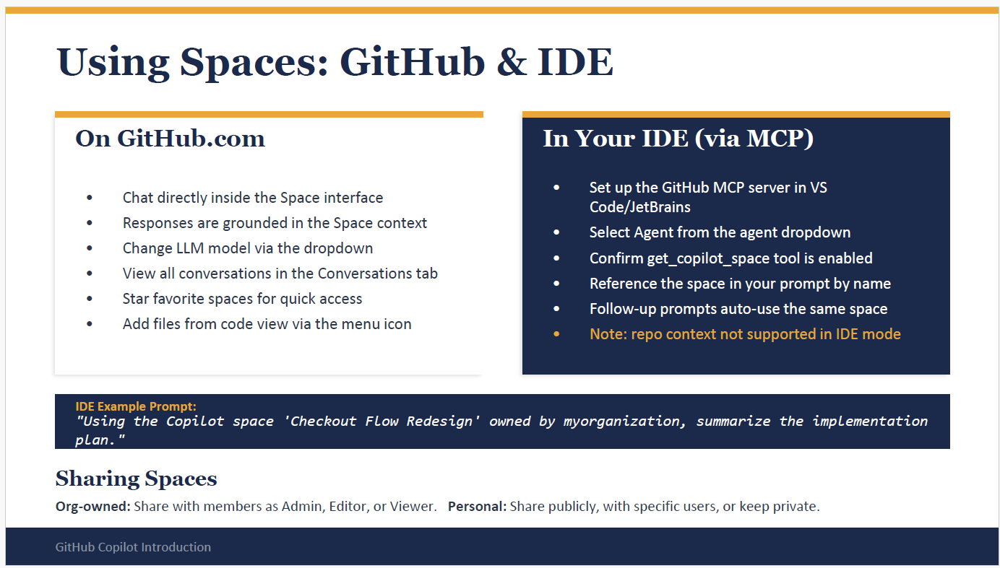 Using Spaces: GitHub & IDE
On GitHub.com
• Chat directly inside the Space interface
• Responses are grounded in the Space context
• Change LLM model via the dropdown
• View all conversations in the Conversations tab
• Star favorite spaces for quick access
• Add files from code view via the menu icon
In Your IDE (via MCP)
• Set up the GitHub MCP server in VS
Code/JetBrains
• Select Agent from the agent dropdown
• Confirm get_copilot_space tool is enabled
• Reference the space in your prompt by name
• Follow-up prompts auto-use the same space
• Note: repo context not supported in IDE mode
IDE Example Prompt:
"Using the Copilot space 'Checkout Flow Redesign' owned by myorganization, summarize the implementation
plan."
Sharing Spaces
Org-owned: Share with members as Admin, Editor, or Viewer. Personal: Share publicly, with specific users, or keep private.
GitHub Copilot Introduction